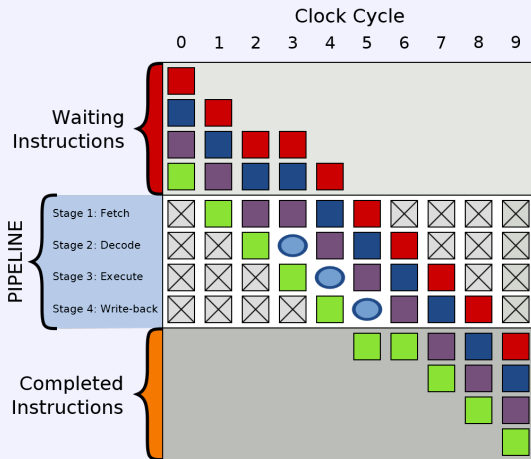 Clock Cycle
0 1 2 3 4 5 6 7 8 9
Waiting
Instructions
PIPELINE
Stage 1: Fetch
Stage 2: Decode
Stage 3: Execute
Stage 4: Write-back
Completed
Instructions